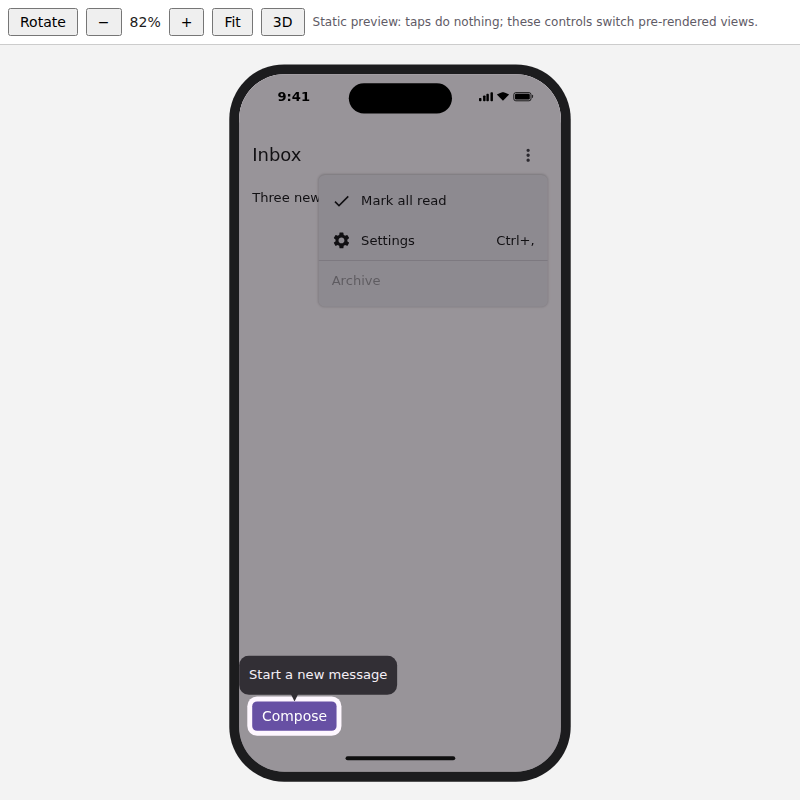 Rotate − 82% + Fit 3D Static preview: taps do nothing; these controls switch pre-rendered views.
9:41
Inbox
Three new
Mark all read
Settings Ctrl+,
Archive
Start a new message
Compose